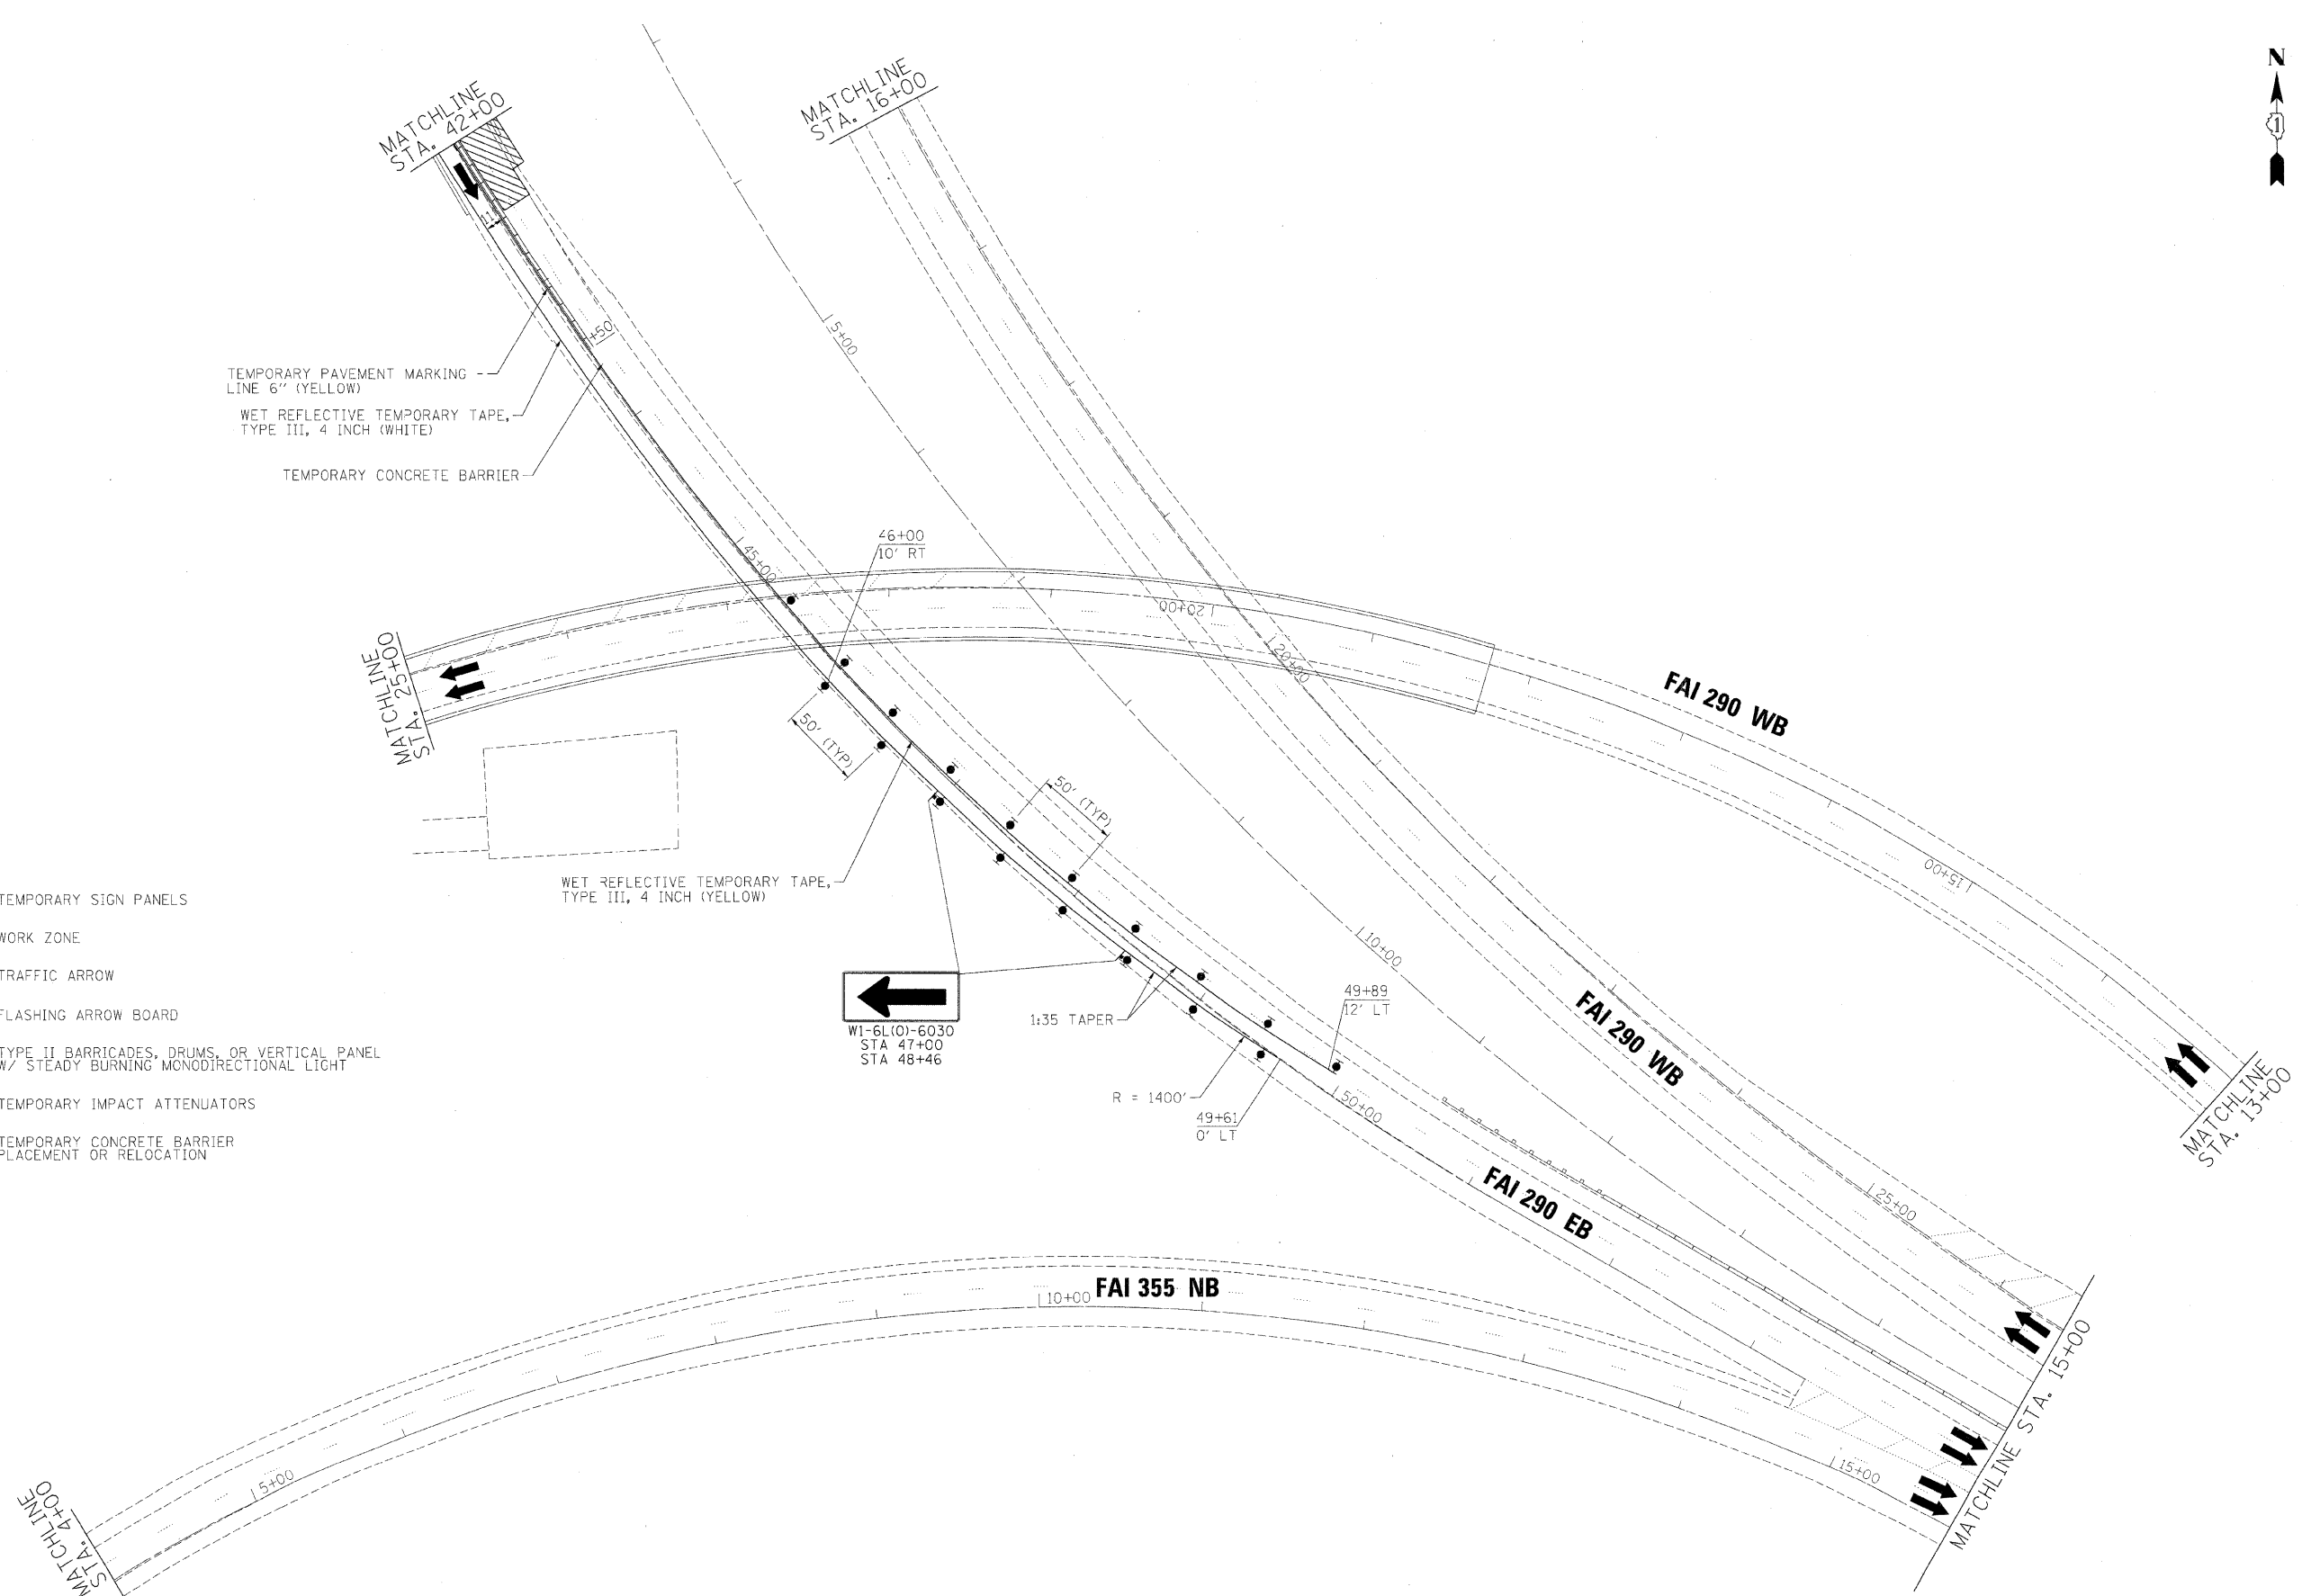 N
1
MATCHLINE
STA. 42+00
MATCHLINE
STA. 16+00
11'
+50
5+00
TEMPORARY PAVEMENT MARKING
LINE 6" (YELLOW)
WET REFLECTIVE TEMPORARY TAPE,
TYPE III, 4 INCH (WHITE)
TEMPORARY CONCRETE BARRIER
45+00
46+00
10' RT
20+00
20+00
MATCHLINE
STA. 25+00
FAI 290 WB
50' (TYP)
50' (TYP)
WET REFLECTIVE TEMPORARY TAPE,
TYPE III, 4 INCH (YELLOW)
15+00
TEMPORARY SIGN PANELS
WORK ZONE
TRAFFIC ARROW
FLASHING ARROW BOARD
TYPE II BARRICADES, DRUMS, OR VERTICAL PANEL
W/ STEADY BURNING MONODIRECTIONAL LIGHT
TEMPORARY IMPACT ATTENUATORS
TEMPORARY CONCRETE BARRIER
PLACEMENT OR RELOCATION
10+00
W1-6L(O)-6030
STA 47+00
STA 48+46
1:35 TAPER
49+89
12' LT
FAI 290 WB
R = 1400'
49+61
0' LT
50+00
MATCHLINE
STA. 13+00
FAI 290 EB
25+00
FAI 355 NB
10+00
5+00
15+00
MATCHLINE STA. 15+00
MATCHLINE
STA. 4+00